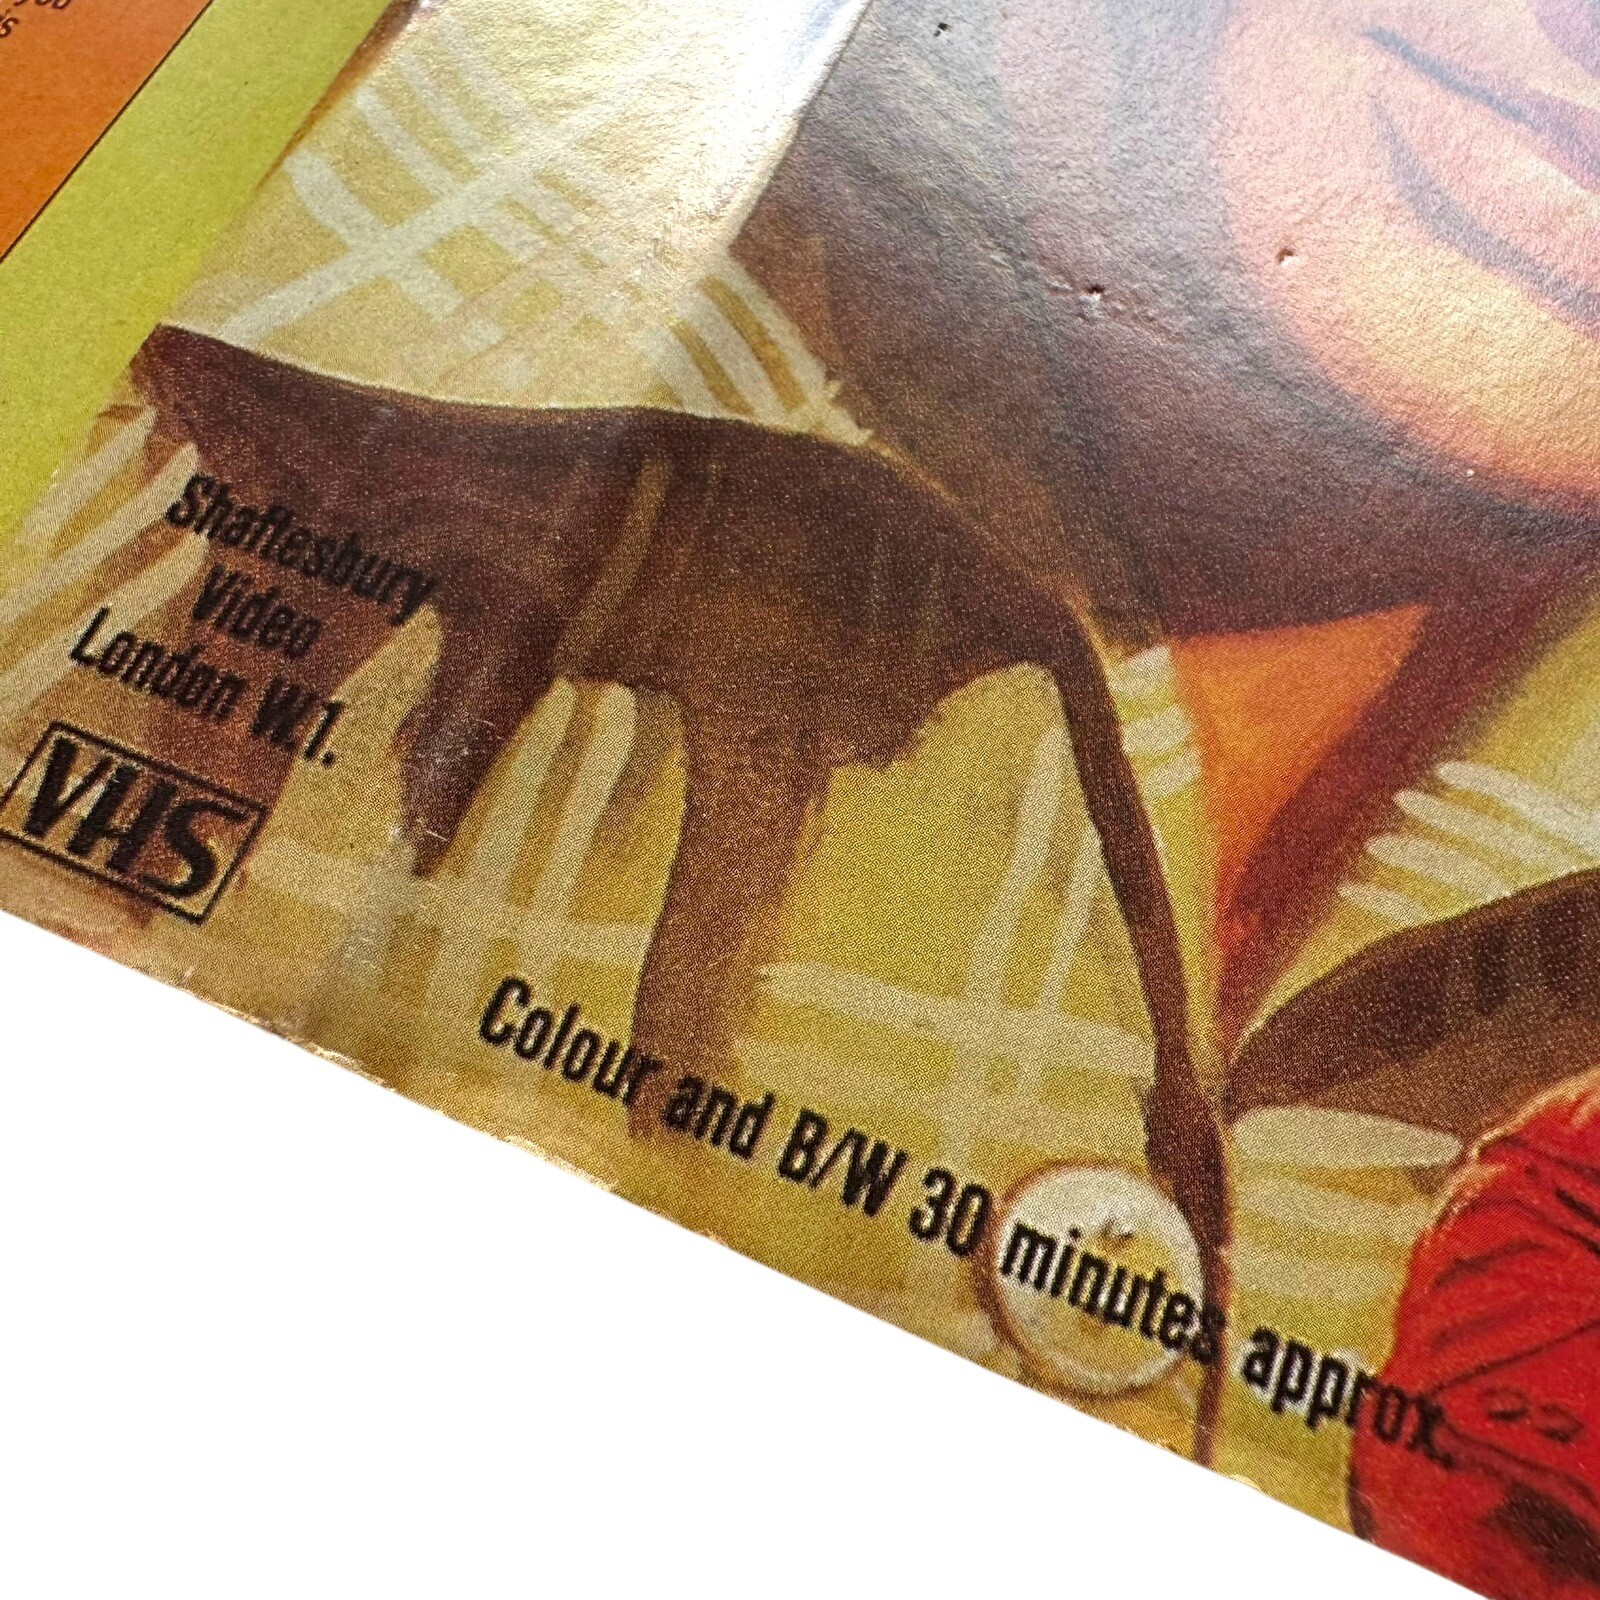 Shaftesbury
Video
London W.1.
VHS
Colour and B/W 30 minutes approx.